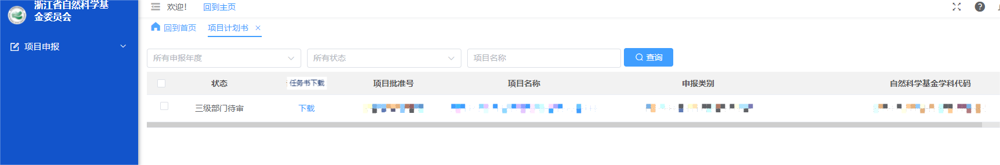 浙江省自然科学基
金委员会
欢迎！
回到主页
回到首页
项目计划书
项目申报
所有申报年度
所有状态
项目名称
查询
状态
任务书下载
项目批准号
项目名称
申报类别
自然科学基金学科代码
三级部门待审
下载